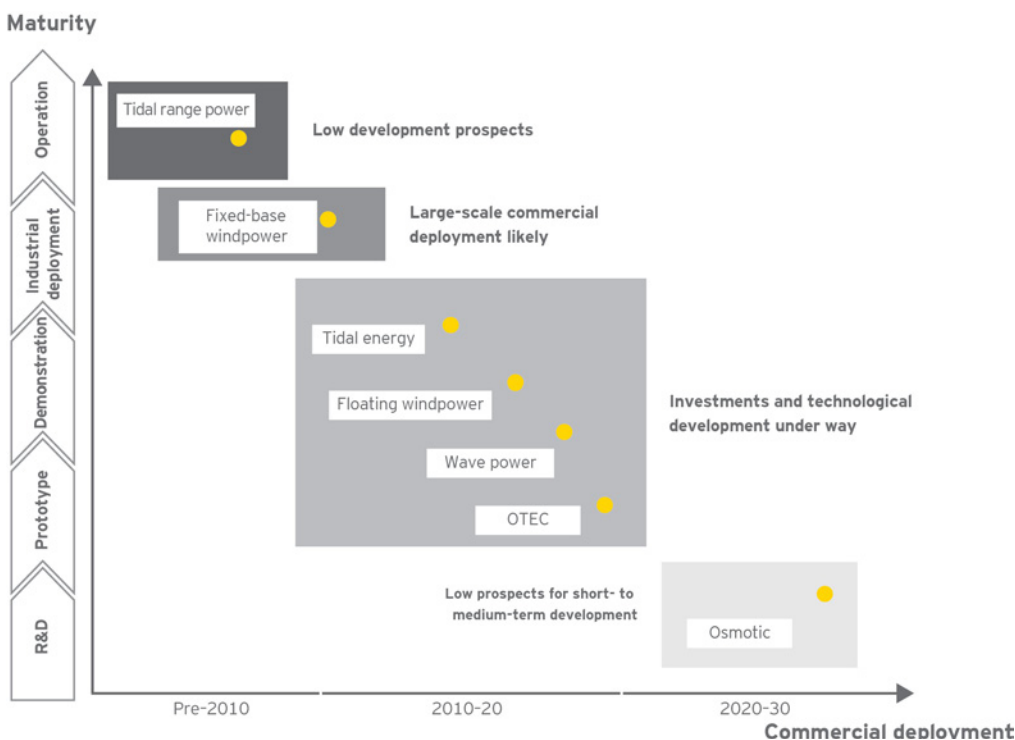 Maturity
Operation
Tidal range power
Low development prospects
Industrial
deployment
Fixed-base
windpower
Large-scale commercial
deployment likely
Demonstration
Tidal energy
Floating windpower
Wave power
OTEC
Investments and technological
development under way
Prototype
R&D
Low prospects for short- to
medium-term development
Osmotic
Pre-2010
2010-20
2020-30
Commercial deployment